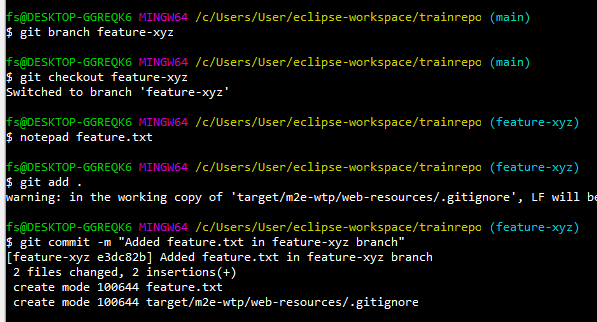 fs@DESKTOP-GGREQK6 MINGW64 /c/Users/User/eclipse-workspace/trainrepo (main)
$ git branch feature-xyz
fs@DESKTOP-GGREQK6 MINGW64 /c/Users/User/eclipse-workspace/trainrepo (main)
$ git checkout feature-xyz
Switched to branch 'feature-xyz'
fs@DESKTOP-GGREQK6 MINGW64 /c/Users/User/eclipse-workspace/trainrepo (feature-xyz)
$ notepad feature.txt
fs@DESKTOP-GGREQK6 MINGW64 /c/Users/User/eclipse-workspace/trainrepo (feature-xyz)
$ git add .
warning: in the working copy of 'target/m2e-wtp/web-resources/.gitignore', LF will be
fs@DESKTOP-GGREQK6 MINGW64 /c/Users/User/eclipse-workspace/trainrepo (feature-xyz)
$ git commit -m "Added feature.txt in feature-xyz branch"
[feature-xyz e3dc82b] Added feature.txt in feature-xyz branch
2 files changed, 2 insertions(+)
create mode 100644 feature.txt
create mode 100644 target/m2e-wtp/web-resources/.gitignore